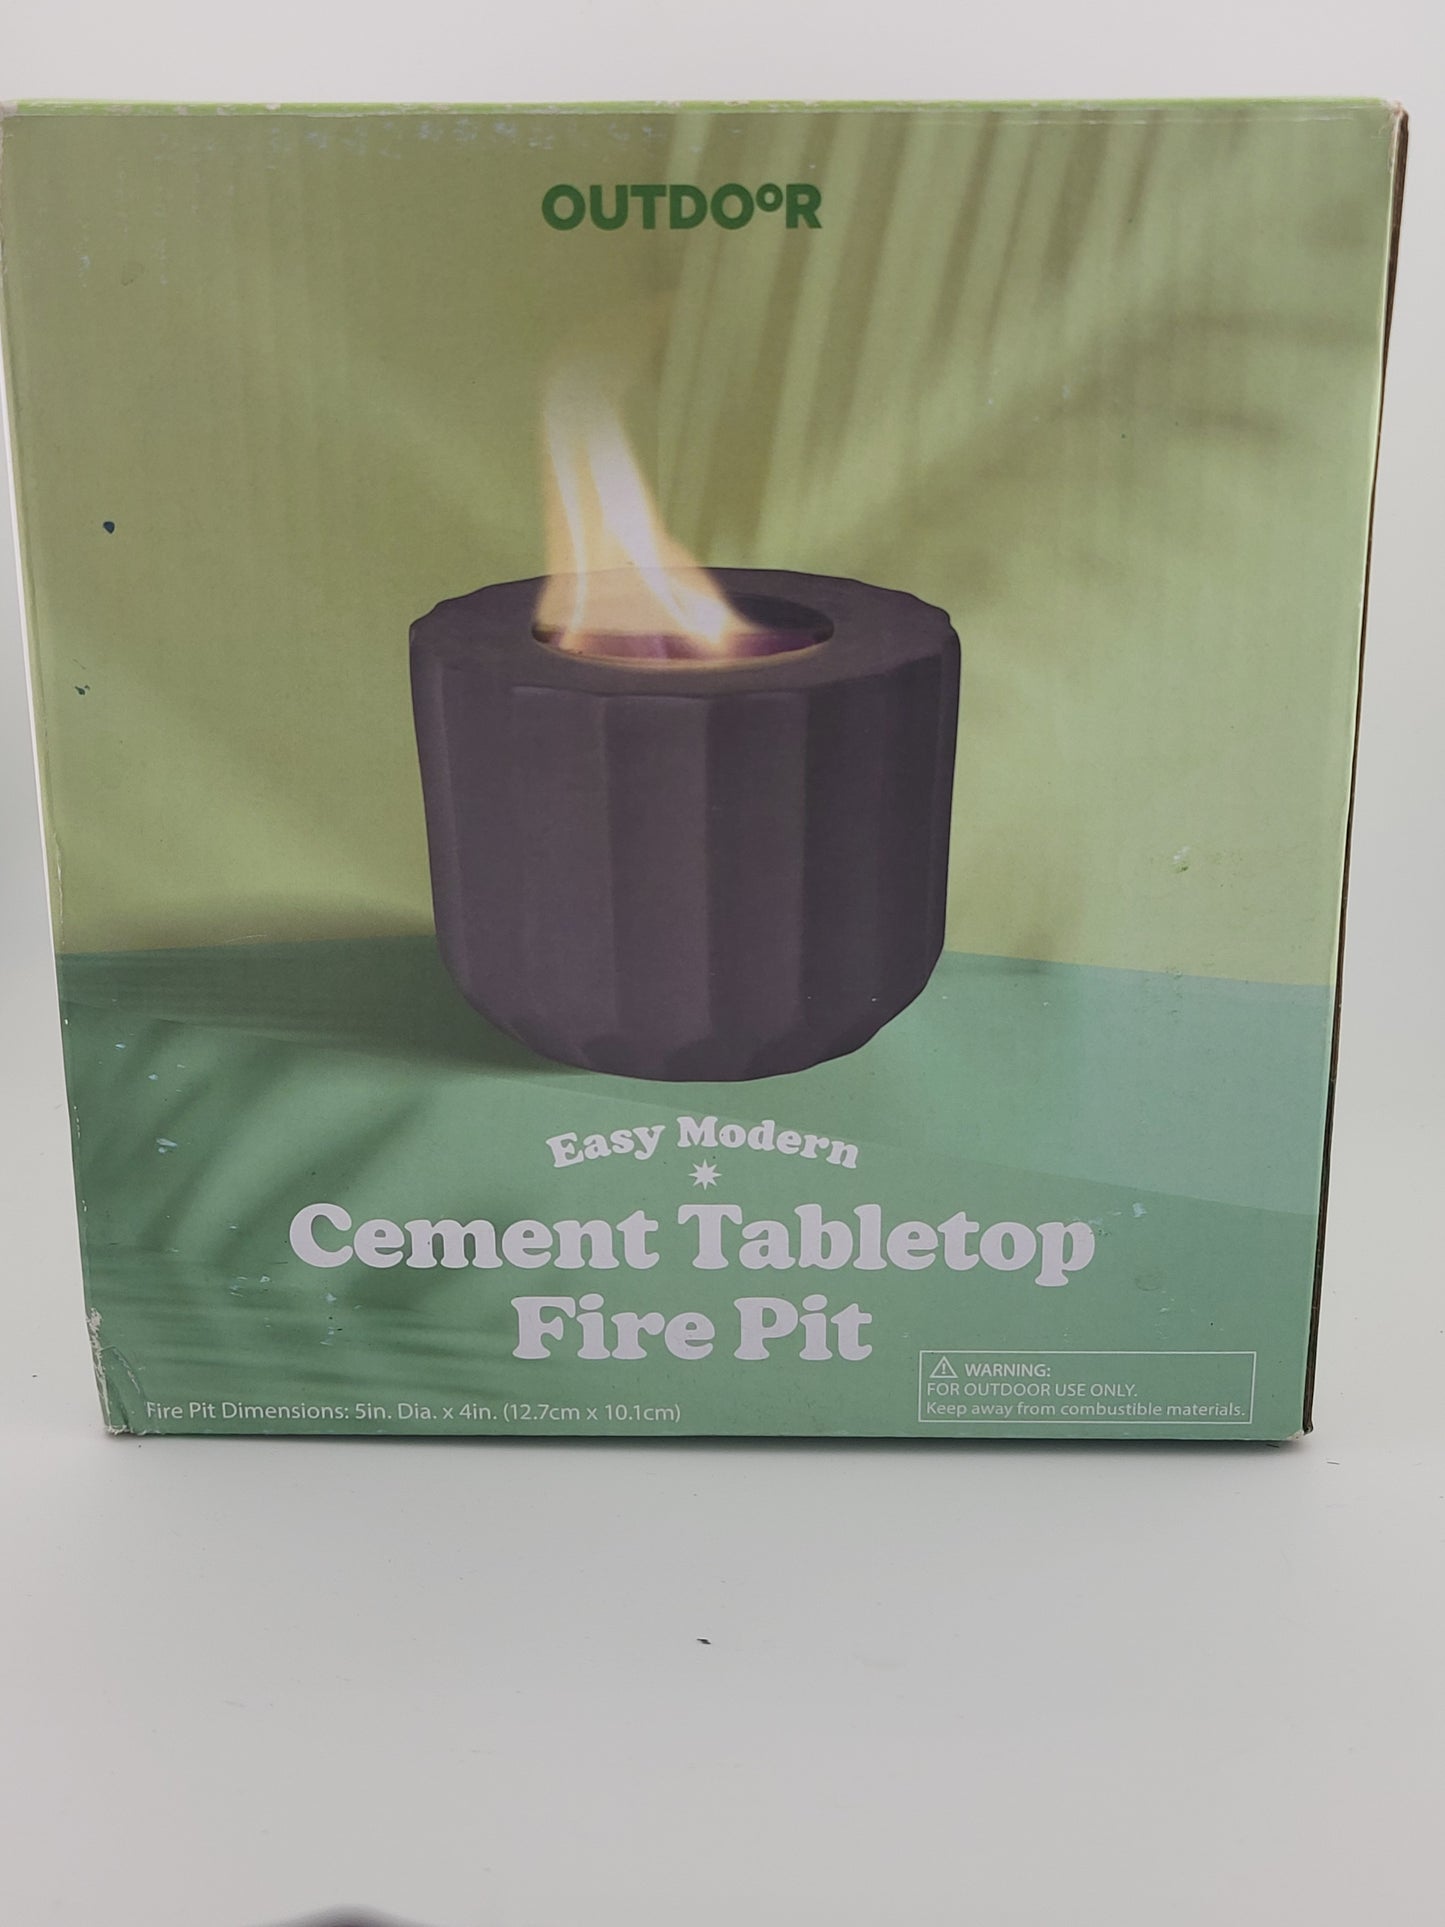 OUTDOOR
Easy Modern
Cement Tabletop
Fire Pit
WARNING:
FOR OUTDOOR USE ONLY.
Keep away from combustible materials.
Fire Pit Dimensions: 5in. Dia. x 4in. (12.7cm x 10.1cm)